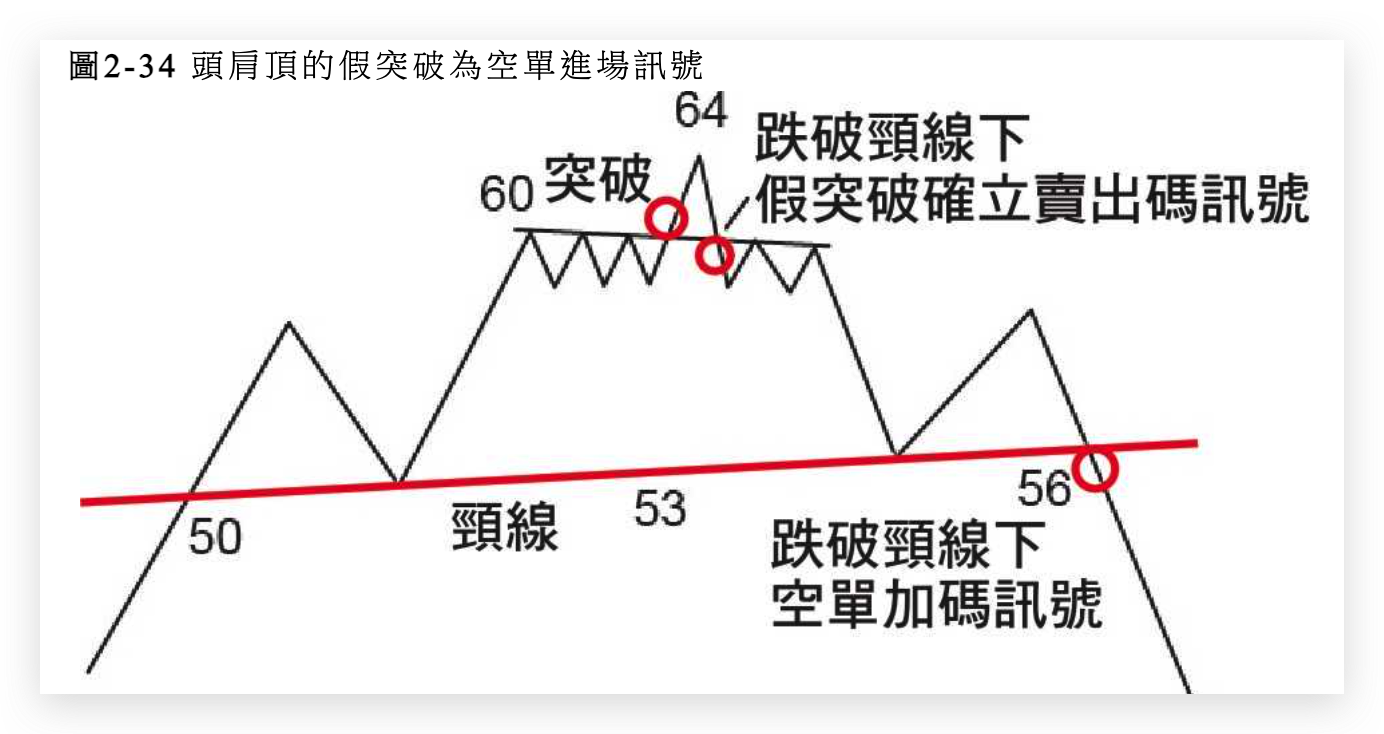 圖2-34 頭肩頂的假突破為空單進場訊號
64
跌破頸線下
假突破確立賣出碼訊號
60
突破
50
頸線
53
56
跌破頸線下
空單加碼訊號